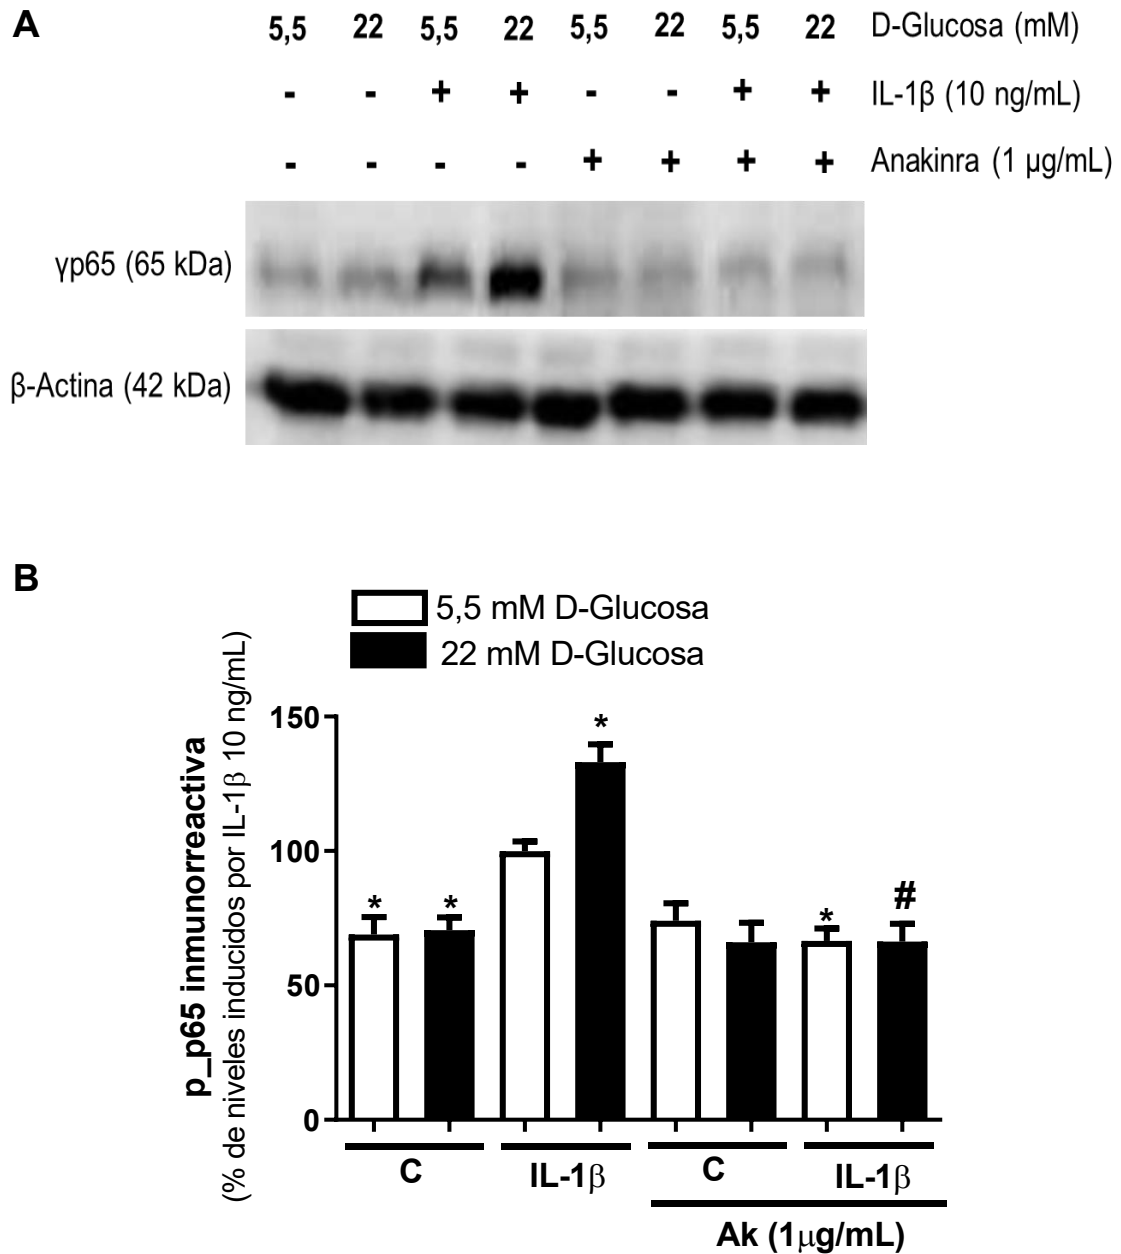 A
5,5 22 5,5 22 5,5 22 5,5 22 D-Glucosa (mM)
- - + + - - + + IL-1β (10 ng/mL)
- - - - + + + + Anakinra (1 μg/mL)
γp65 (65 kDa)
β-Actina (42 kDa)
B
5,5 mM D-Glucosa
22 mM D-Glucosa
p_p65 inmunorreactiva
(% de niveles inducidos por IL-1β 10 ng/mL)
150
100
50
0
* * * * #
C IL-1β C IL-1β
Ak (1μg/mL)